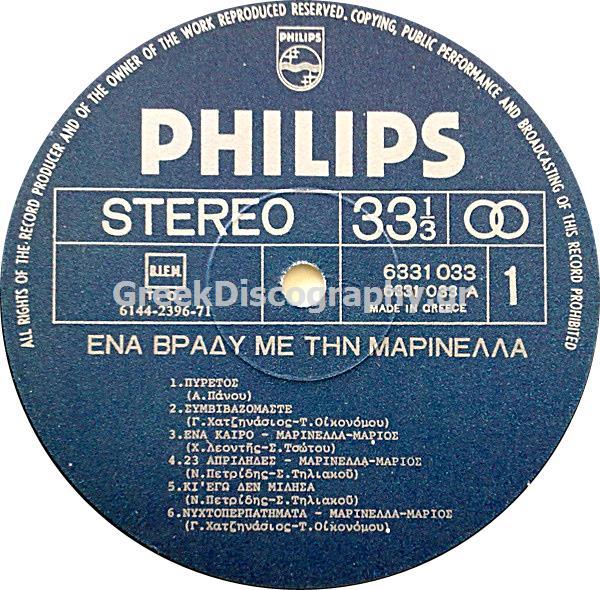 ALL RIGHTS OF THE RECORD PRODUCER AND OF THE OWNER OF THE WORK REPRODUCED RESERVED. COPYING, PUBLIC PERFORMANCE AND BROADCASTING OF THIS RECORD PROHIBITED
PHILIPS
PHILIPS
STEREO 33 1/3
B.I.E.M. 6331 033 1
6331 033 A
GreekDiscography.gr
6144-2396-71 MADE IN GREECE
ΕΝΑ ΒΡΑΔΥ ΜΕ ΤΗΝ ΜΑΡΙΝΕΛΛΑ
1.ΠΥΡΕΤΟΣ
(Α.Πάνου)
2.ΣΥΜΒΙΒΑΖΟΜΑΣΤΕ
(Γ.Χατζηνάσιος-Τ.Οἰκονόμου)
3.ΕΝΑ ΚΑΙΡΟ - ΜΑΡΙΝΕΛΛΑ-ΜΑΡΙΟΣ
(Χ.Λεοντῆς-Σ.Τσώτου)
4.23 ΑΠΡΙΛΗΔΕΣ - ΜΑΡΙΝΕΛΛΑ-ΜΑΡΙΟΣ
(Ν.Πετρίδης-Σ.Τηλιακοῦ)
5.ΚΙ'ΕΓΩ ΔΕΝ ΜΙΛΗΣΑ
(Ν.Πετρίδης-Σ.Τηλιακοῦ)
6.ΝΥΧΤΟΠΕΡΠΑΤΗΜΑΤΑ - ΜΑΡΙΝΕΛΛΑ-ΜΑΡΙΟΣ
(Γ.Χατζηνάσιος-Τ.Οἰκονόμου)